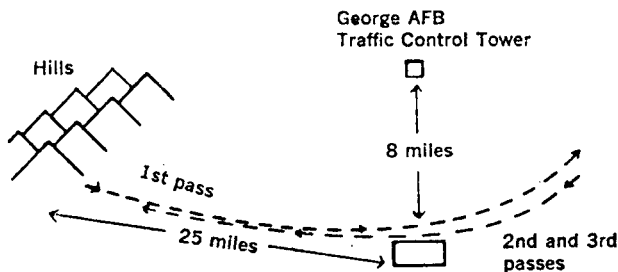 George AFB
Traffic Control Tower
Hills
8 miles
1st pass
25 miles
2nd and 3rd
passes